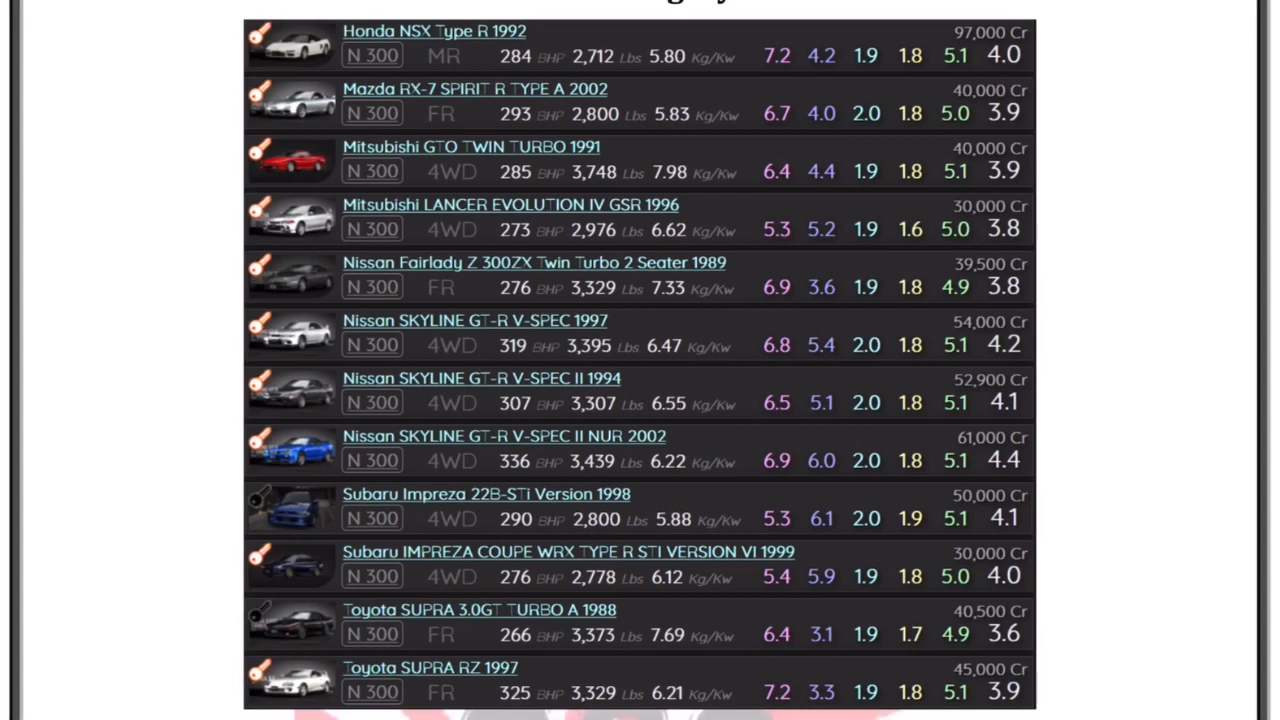 Honda NSX Type R 1992 97,000 Cr
N 300 MR 284 BHP 2,712 Lbs 5.80 Kg/Kw 7.2 4.2 1.9 1.8 5.1 4.0
Mazda RX-7 SPIRIT R TYPE A 2002 40,000 Cr
N 300 FR 293 BHP 2,800 Lbs 5.83 Kg/Kw 6.7 4.0 2.0 1.8 5.0 3.9
Mitsubishi GTO TWIN TURBO 1991 40,000 Cr
N 300 4WD 285 BHP 3,748 Lbs 7.98 Kg/Kw 6.4 4.4 1.9 1.8 5.1 3.9
Mitsubishi LANCER EVOLUTION IV GSR 1996 30,000 Cr
N 300 4WD 273 BHP 2,976 Lbs 6.62 Kg/Kw 5.3 5.2 1.9 1.6 5.0 3.8
Nissan Fairlady Z 300ZX Twin Turbo 2 Seater 1989 39,500 Cr
N 300 FR 276 BHP 3,329 Lbs 7.33 Kg/Kw 6.9 3.6 1.9 1.8 4.9 3.8
Nissan SKYLINE GT-R V-SPEC 1997 54,000 Cr
N 300 4WD 319 BHP 3,395 Lbs 6.47 Kg/Kw 6.8 5.4 2.0 1.8 5.1 4.2
Nissan SKYLINE GT-R V-SPEC II 1994 52,900 Cr
N 300 4WD 307 BHP 3,307 Lbs 6.55 Kg/Kw 6.5 5.1 2.0 1.8 5.1 4.1
Nissan SKYLINE GT-R V-SPEC II NUR 2002 61,000 Cr
N 300 4WD 336 BHP 3,439 Lbs 6.22 Kg/Kw 6.9 6.0 2.0 1.8 5.1 4.4
Subaru Impreza 22B-STi Version 1998 50,000 Cr
N 300 4WD 290 BHP 2,800 Lbs 5.88 Kg/Kw 5.3 6.1 2.0 1.9 5.1 4.1
Subaru IMPREZA COUPE WRX TYPE R STI VERSION VI 1999 30,000 Cr
N 300 4WD 276 BHP 2,778 Lbs 6.12 Kg/Kw 5.4 5.9 1.9 1.8 5.0 4.0
Toyota SUPRA 3.0GT TURBO A 1988 40,500 Cr
N 300 FR 266 BHP 3,373 Lbs 7.69 Kg/Kw 6.4 3.1 1.9 1.7 4.9 3.6
Toyota SUPRA RZ 1997 45,000 Cr
N 300 FR 325 BHP 3,329 Lbs 6.21 Kg/Kw 7.2 3.3 1.9 1.8 5.1 3.9